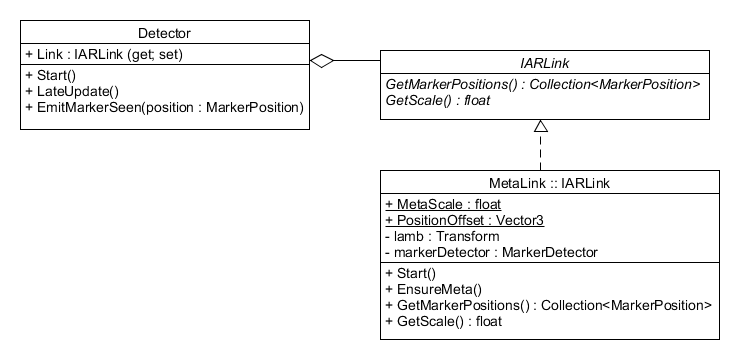 Detector
+ Link : IARLink (get; set)
+ Start()
+ LateUpdate()
+ EmitMarkerSeen(position : MarkerPosition)
IARLink
GetMarkerPositions() : Collection<MarkerPosition>
GetScale() : float
MetaLink :: IARLink
+ MetaScale : float
+ PositionOffset : Vector3
- lamb : Transform
- markerDetector : MarkerDetector
+ Start()
+ EnsureMeta()
+ GetMarkerPositions() : Collection<MarkerPosition>
+ GetScale() : float